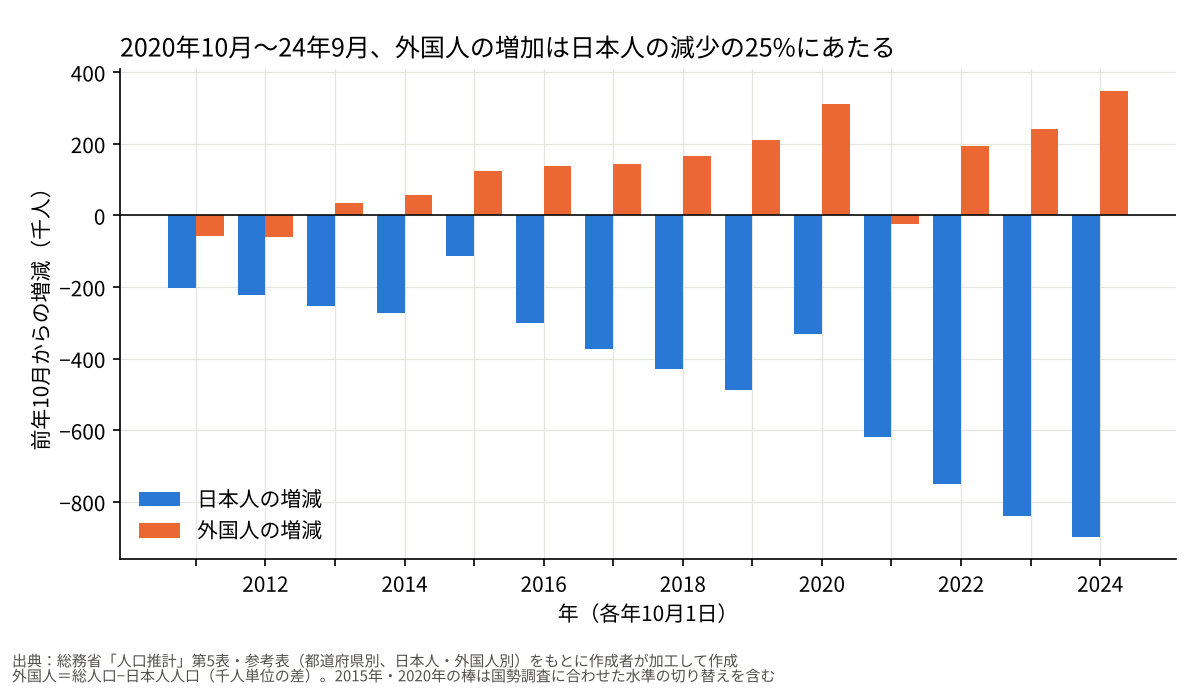 2020年10月〜24年9月、外国人の増加は日本人の減少の25%にあたる
400
200
0
−200
−400
−600
−800
前年10月からの増減（千人）
日本人の増減
外国人の増減
2012
2014
2016
2018
2020
2022
2024
年（各年10月1日）
出典：総務省「人口推計」第5表・参考表（都道府県別、日本人・外国人別）をもとに作成者が加工して作成
外国人＝総人口−日本人人口（千人単位の差）。2015年・2020年の棒は国勢調査に合わせた水準の切り替えを含む